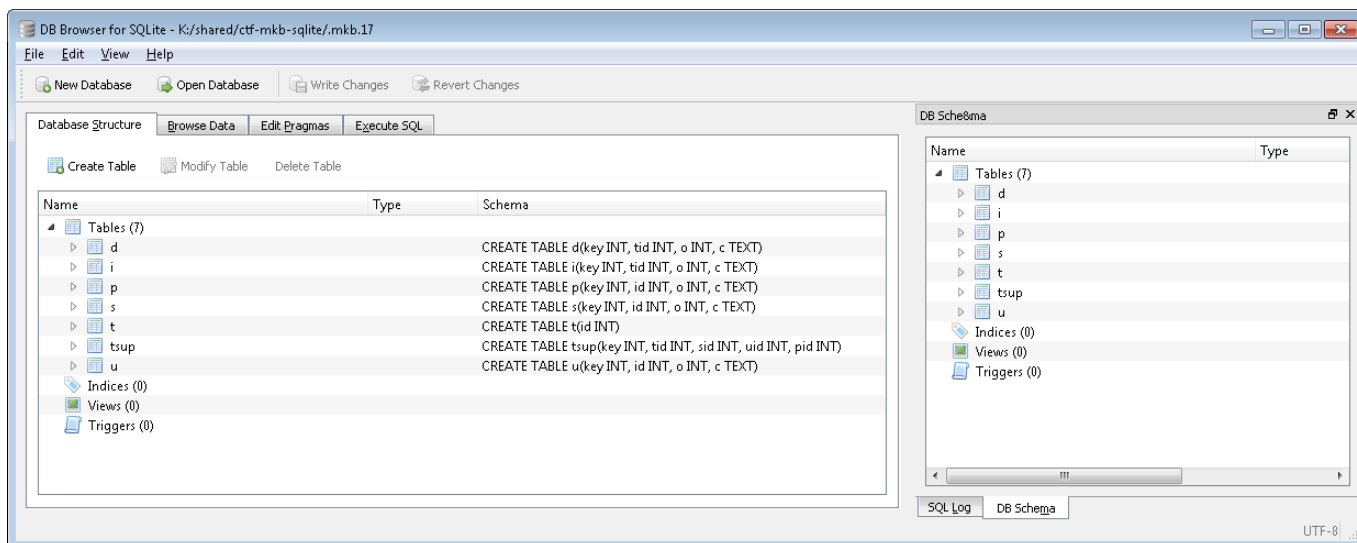 DB Browser for SQLite - K:/shared/ctf-mkb-sqlite/.mkb.17
File Edit View Help
New Database Open Database Write Changes Revert Changes
Database Structure Browse Data Edit Pragmas Execute SQL
Create Table Modify Table Delete Table
Name Type Schema
Tables (7)
d CREATE TABLE d(key INT, tid INT, o INT, c TEXT)
i CREATE TABLE i(key INT, tid INT, o INT, c TEXT)
p CREATE TABLE p(key INT, id INT, o INT, c TEXT)
s CREATE TABLE s(key INT, id INT, o INT, c TEXT)
t CREATE TABLE t(id INT)
tsup CREATE TABLE tsup(key INT, tid INT, sid INT, uid INT, pid INT)
u CREATE TABLE u(key INT, id INT, o INT, c TEXT)
Indices (0)
Views (0)
Triggers (0)
DB Sche&ma
Name Type
Tables (7)
d
i
p
s
t
tsup
u
Indices (0)
Views (0)
Triggers (0)
SQL Log DB Schema
UTF-8